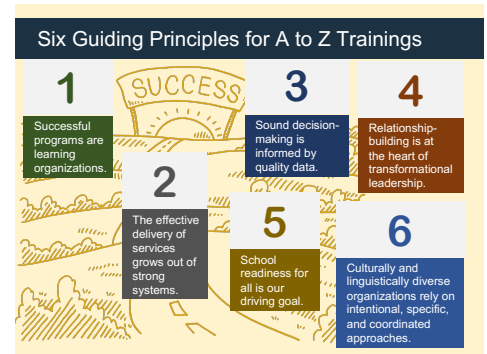 Six Guiding Principles for A to Z Trainings
SUCCESS
1
Successful
programs are
learning
organizations.
2
The effective
delivery of
services
grows out of
strong
systems.
3
Sound decision-
making is
informed by
quality data.
4
Relationship-
building is at
the heart of
transformational
leadership.
5
School
readiness for
all is our
driving goal.
6
Culturally and
linguistically diverse
organizations rely on
intentional, specific,
and coordinated
approaches.